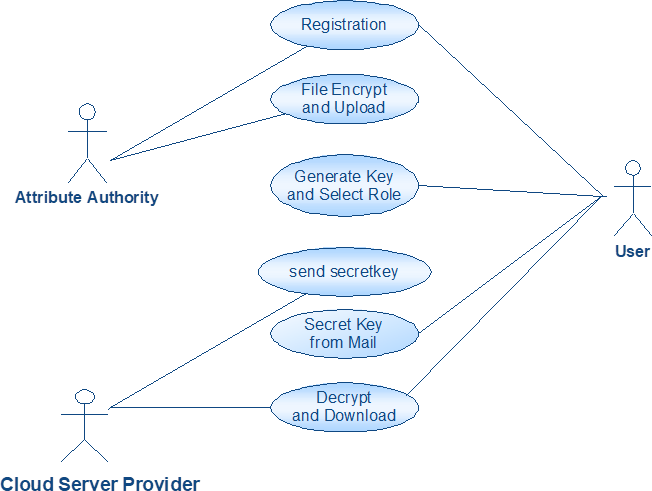 Registration
File Encrypt
and Upload
Attribute Authority
Generate Key
and Select Role
User
send secretkey
Secret Key
from Mail
Decrypt
and Download
Cloud Server Provider